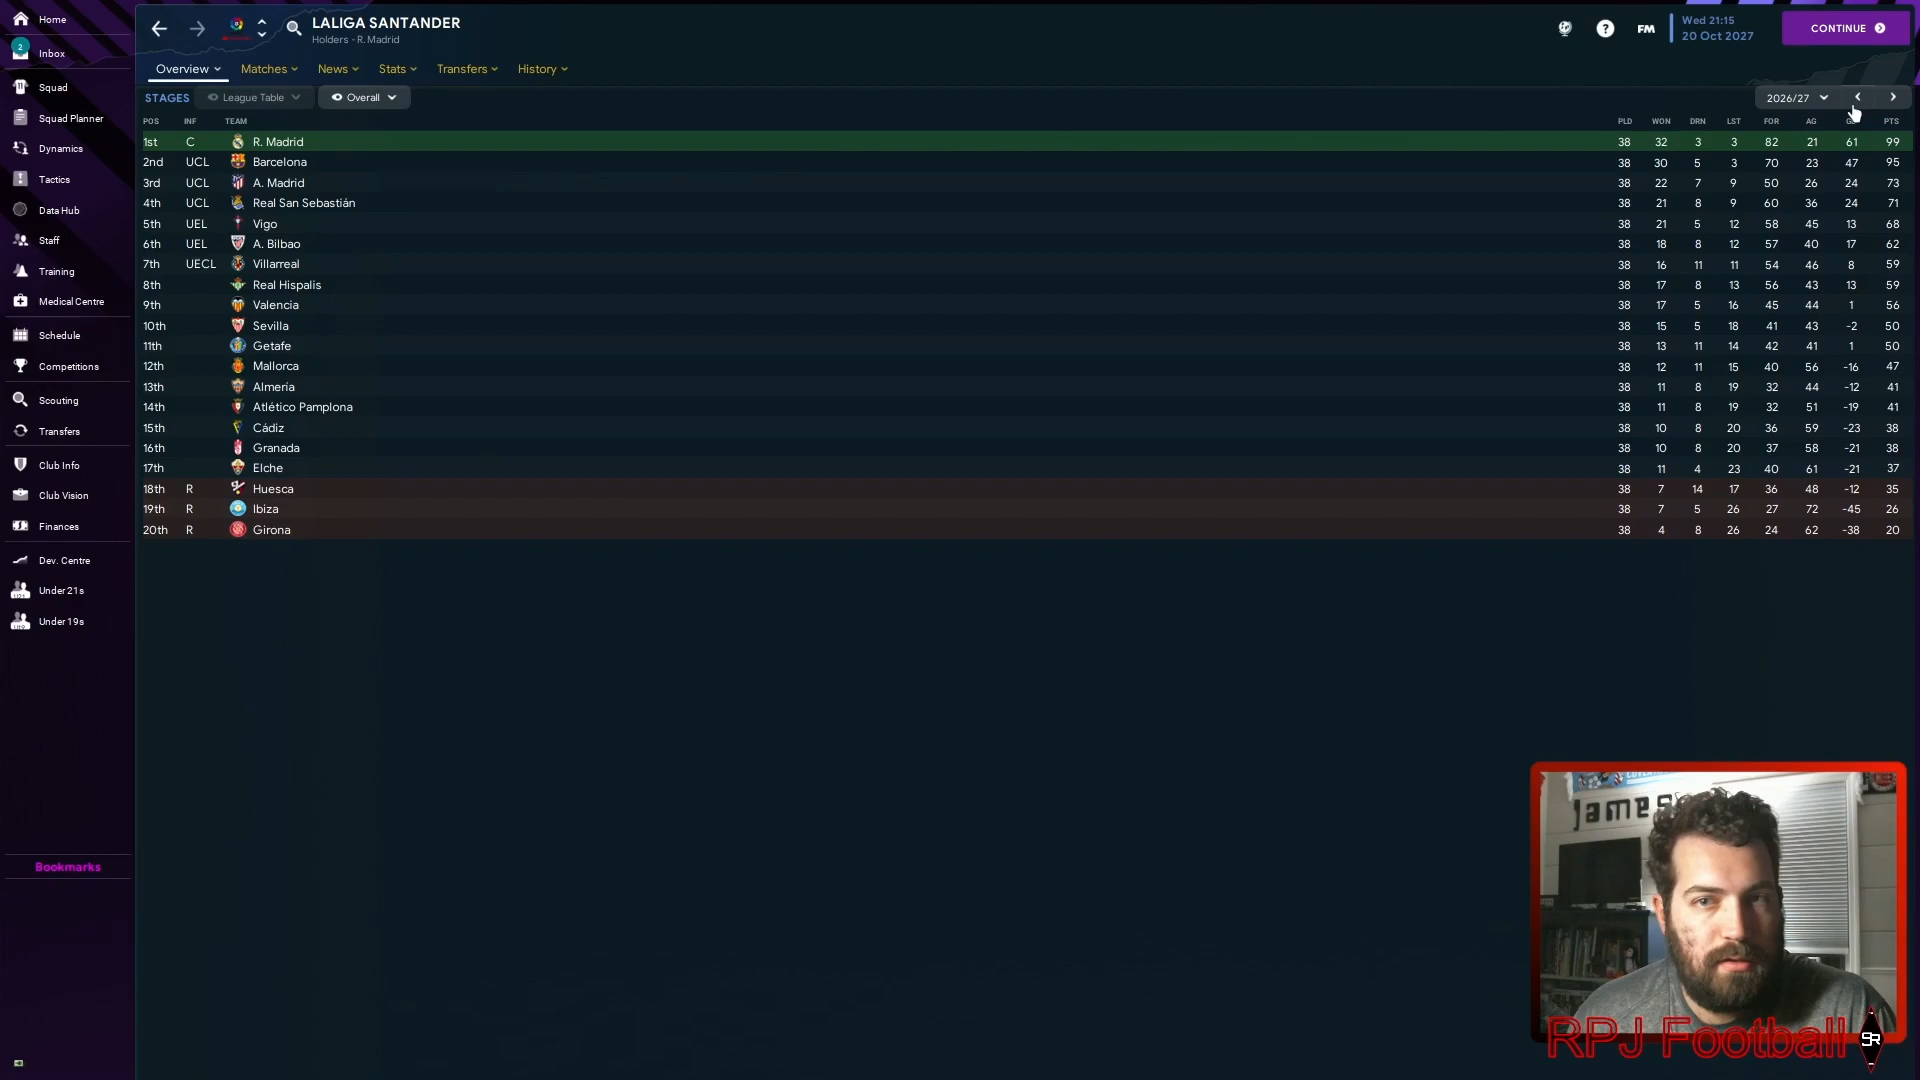 Home
2
Inbox
Squad
Squad Planner
Dynamics
Tactics
Data Hub
Staff
Training
Medical Centre
Schedule
Competitions
Scouting
Transfers
Club Info
Club Vision
Finances
Dev. Centre
Under 21s
Under 19s
Bookmarks
LALIGA SANTANDER
Holders - R. Madrid
FM
Wed 21:15
20 Oct 2027
CONTINUE
Overview Matches News Stats Transfers History
STAGES League Table Overall 2026/27
POS INF TEAM PLD WON DRN LST FOR AG PTS
1st C R. Madrid 38 32 3 3 82 21 61 99
2nd UCL Barcelona 38 30 5 3 70 23 47 95
3rd UCL A. Madrid 38 22 7 9 50 26 24 73
4th UCL Real San Sebastián 38 21 8 9 60 36 24 71
5th UEL Vigo 38 21 5 12 58 45 13 68
6th UEL A. Bilbao 38 18 8 12 57 40 17 62
7th UECL Villarreal 38 16 11 11 54 46 8 59
8th Real Hispalis 38 17 8 13 56 43 13 59
9th Valencia 38 17 5 16 45 44 1 56
10th Sevilla 38 15 5 18 41 43 -2 50
11th Getafe 38 13 11 14 42 41 1 50
12th Mallorca 38 12 11 15 40 56 -16 47
13th Almería 38 11 8 19 32 44 -12 41
14th Atlético Pamplona 38 11 8 19 32 51 -19 41
15th Cádiz 38 10 8 20 36 59 -23 38
16th Granada 38 10 8 20 37 58 -21 38
17th Elche 38 11 4 23 40 61 -21 37
18th R Huesca 38 7 14 17 36 48 -12 35
19th R Ibiza 38 7 5 26 27 72 -45 26
20th R Girona 38 4 8 26 24 62 -38 20
james
RPJ Football